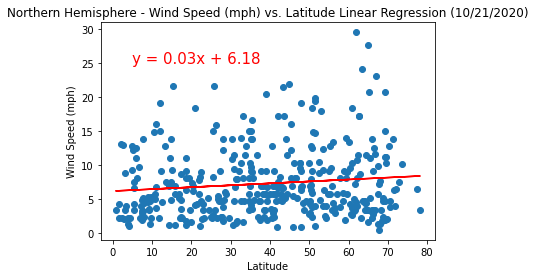 Northern Hemisphere - Wind Speed (mph) vs. Latitude Linear Regression (10/21/2020)
y = 0.03x + 6.18
Wind Speed (mph)
30
25
20
15
10
5
0
0 10 20 30 40 50 60 70 80
Latitude